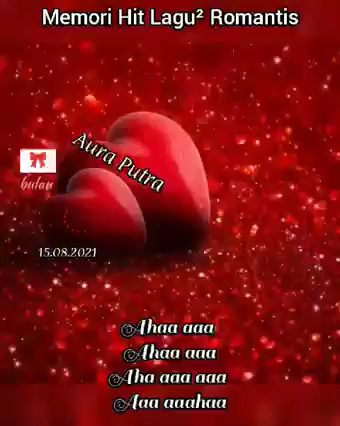 Memori Hit Lagu² Romantis
Aura Putra
bulan
15.08.2021
Ahaa aaa
Ahaa aaa
Aha aaa aaa
Aaa aaahaa